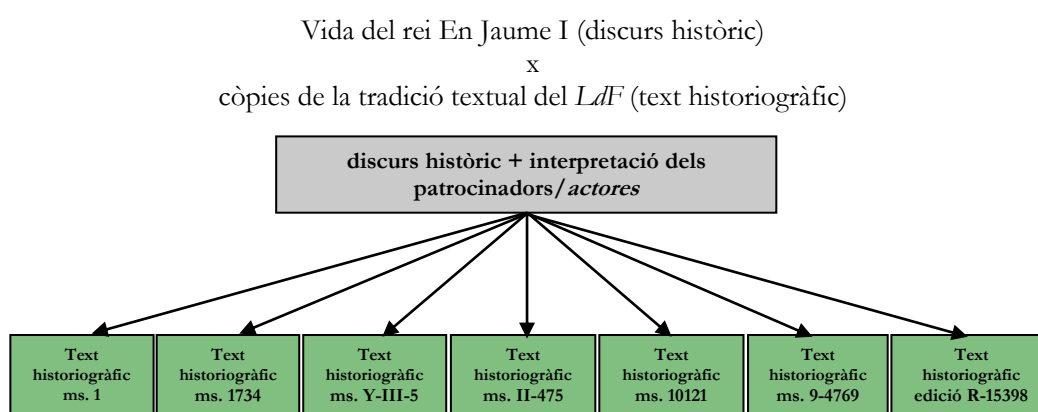 Vida del rei En Jaume I (discurs històric)
x
còpies de la tradició textual del LdF (text historiogràfic)
discurs històric + interpretació dels
patrocinadors/actores
Text
historiogràfic
ms. 1
Text
historiogràfic
ms. 1734
Text
historiogràfic
ms. Y-III-5
Text
historiogràfic
ms. II-475
Text
historiogràfic
ms. 10121
Text
historiogràfic
ms. 9-4769
Text
historiogràfic
edició R-15398